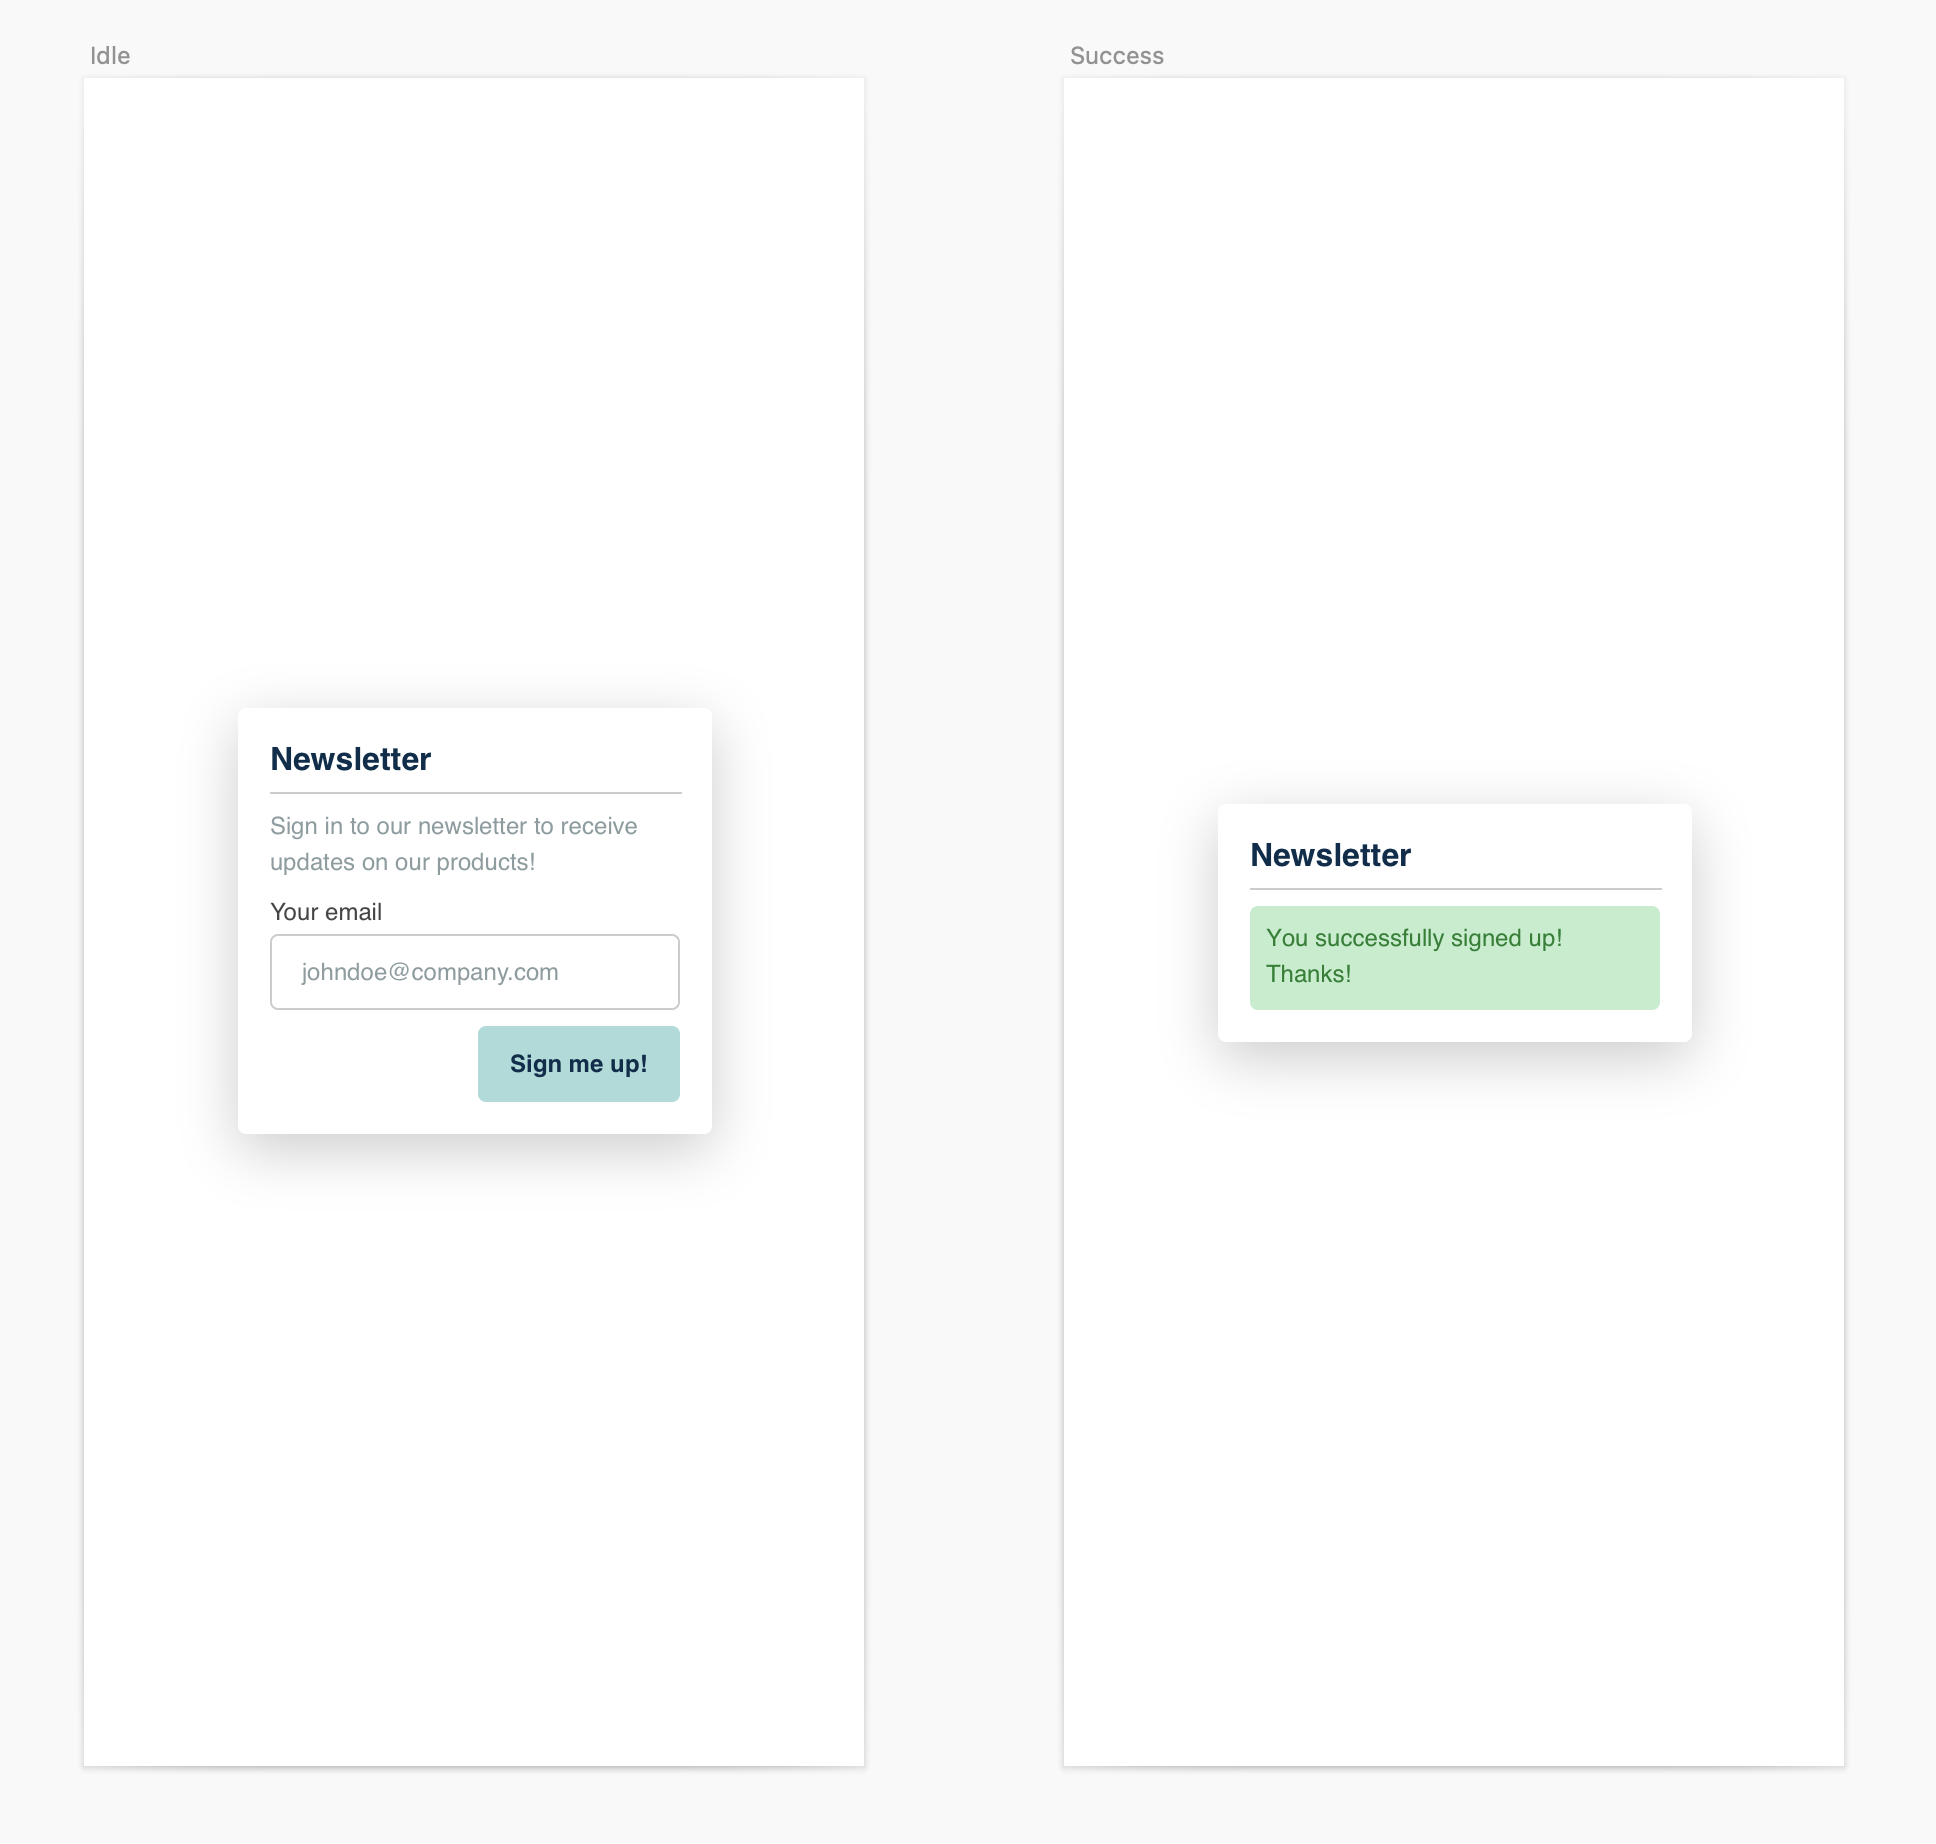 Idle
Newsletter
Sign in to our newsletter to receive
updates on our products!
Your email
johndoe@company.com
Sign me up!
Success
Newsletter
You successfully signed up!
Thanks!